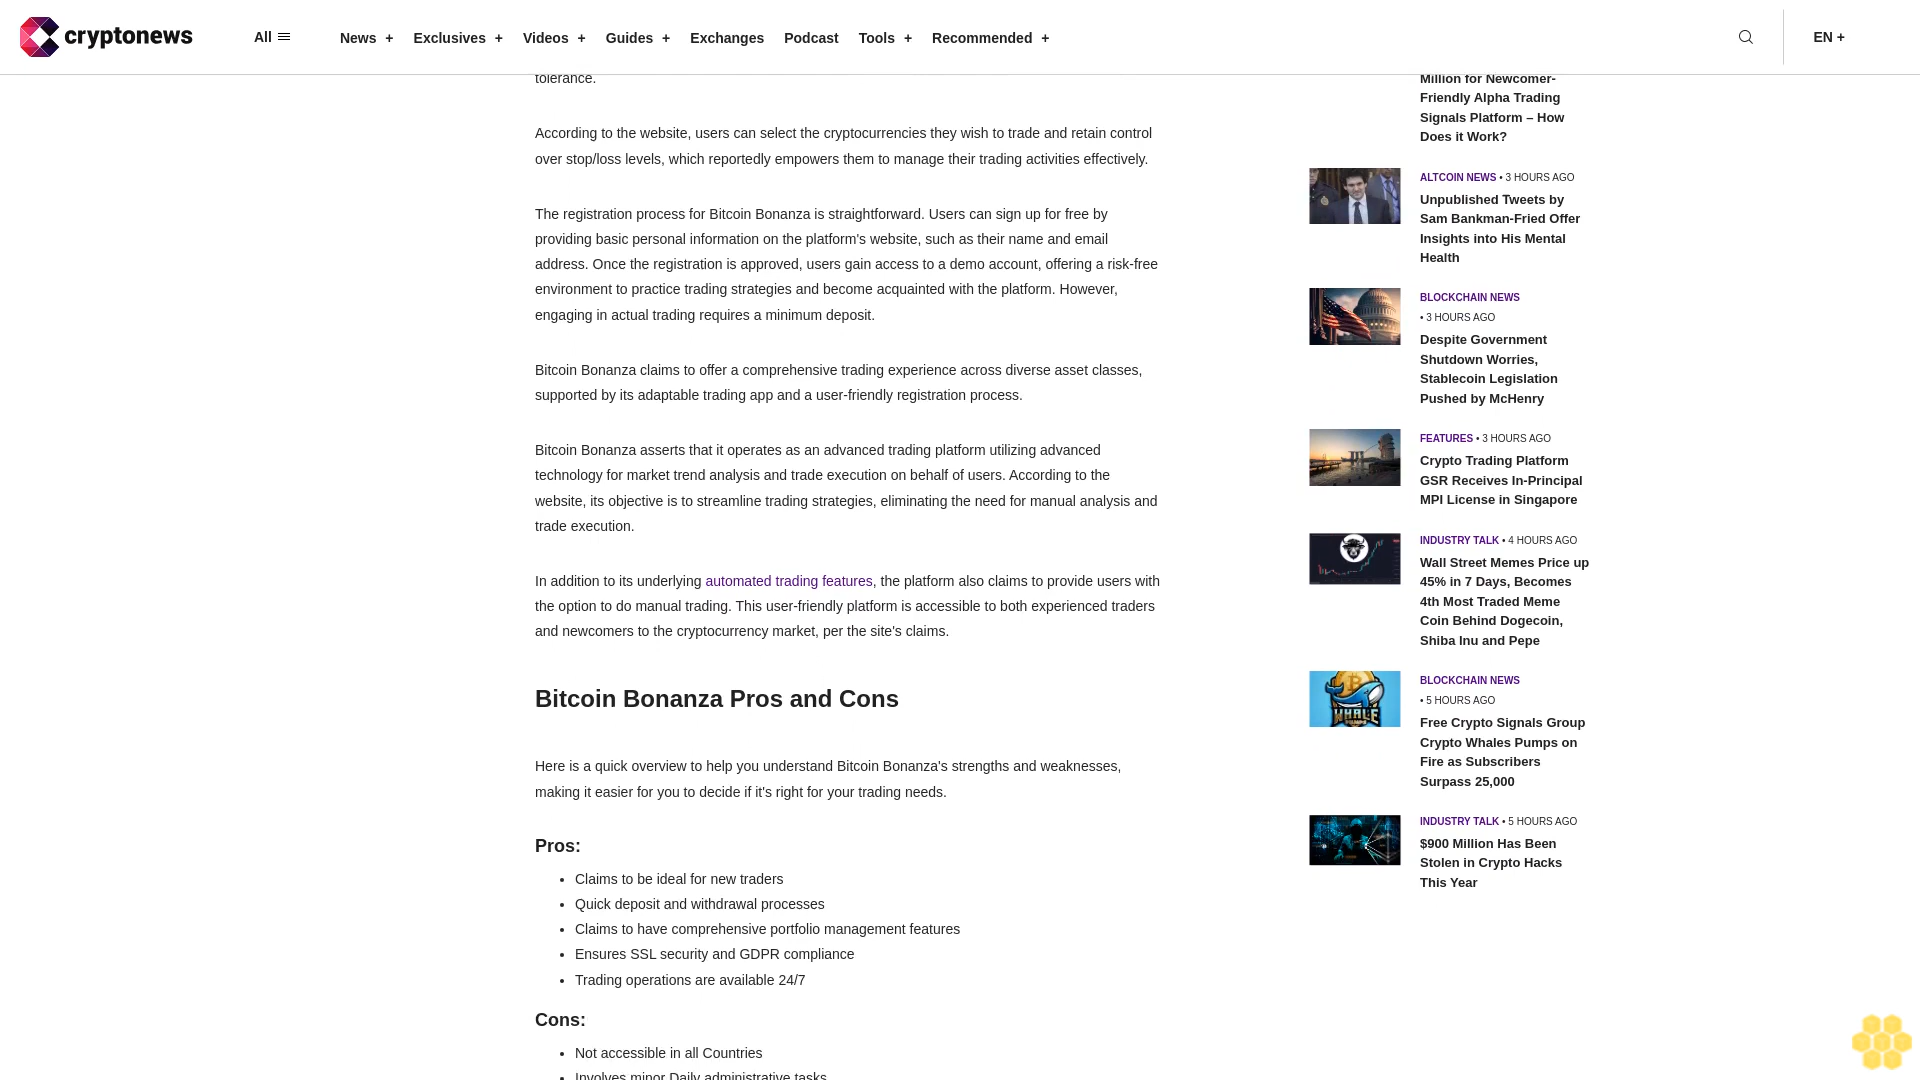 cryptonews
All
News +
Exclusives +
Videos +
Guides +
Exchanges
Podcast
Tools +
Recommended +
EN +
tolerance.
According to the website, users can select the cryptocurrencies they wish to trade and retain control
over stop/loss levels, which reportedly empowers them to manage their trading activities effectively.
The registration process for Bitcoin Bonanza is straightforward. Users can sign up for free by
providing basic personal information on the platform's website, such as their name and email
address. Once the registration is approved, users gain access to a demo account, offering a risk-free
environment to practice trading strategies and become acquainted with the platform. However,
engaging in actual trading requires a minimum deposit.
Bitcoin Bonanza claims to offer a comprehensive trading experience across diverse asset classes,
supported by its adaptable trading app and a user-friendly registration process.
Bitcoin Bonanza asserts that it operates as an advanced trading platform utilizing advanced
technology for market trend analysis and trade execution on behalf of users. According to the
website, its objective is to streamline trading strategies, eliminating the need for manual analysis and
trade execution.
In addition to its underlying automated trading features, the platform also claims to provide users with
the option to do manual trading. This user-friendly platform is accessible to both experienced traders
and newcomers to the cryptocurrency market, per the site's claims.
Bitcoin Bonanza Pros and Cons
Here is a quick overview to help you understand Bitcoin Bonanza's strengths and weaknesses,
making it easier for you to decide if it's right for your trading needs.
Pros:
• Claims to be ideal for new traders
• Quick deposit and withdrawal processes
• Claims to have comprehensive portfolio management features
• Ensures SSL security and GDPR compliance
• Trading operations are available 24/7
Cons:
• Not accessible in all Countries
• Involves minor Daily administrative tasks
Million for Newcomer-
Friendly Alpha Trading
Signals Platform – How
Does it Work?
ALTCOIN NEWS • 3 HOURS AGO
Unpublished Tweets by
Sam Bankman-Fried Offer
Insights into His Mental
Health
BLOCKCHAIN NEWS
• 3 HOURS AGO
Despite Government
Shutdown Worries,
Stablecoin Legislation
Pushed by McHenry
FEATURES • 3 HOURS AGO
Crypto Trading Platform
GSR Receives In-Principal
MPI License in Singapore
INDUSTRY TALK • 4 HOURS AGO
Wall Street Memes Price up
45% in 7 Days, Becomes
4th Most Traded Meme
Coin Behind Dogecoin,
Shiba Inu and Pepe
WHALE
BLOCKCHAIN NEWS
• 5 HOURS AGO
Free Crypto Signals Group
Crypto Whales Pumps on
Fire as Subscribers
Surpass 25,000
INDUSTRY TALK • 5 HOURS AGO
$900 Million Has Been
Stolen in Crypto Hacks
This Year